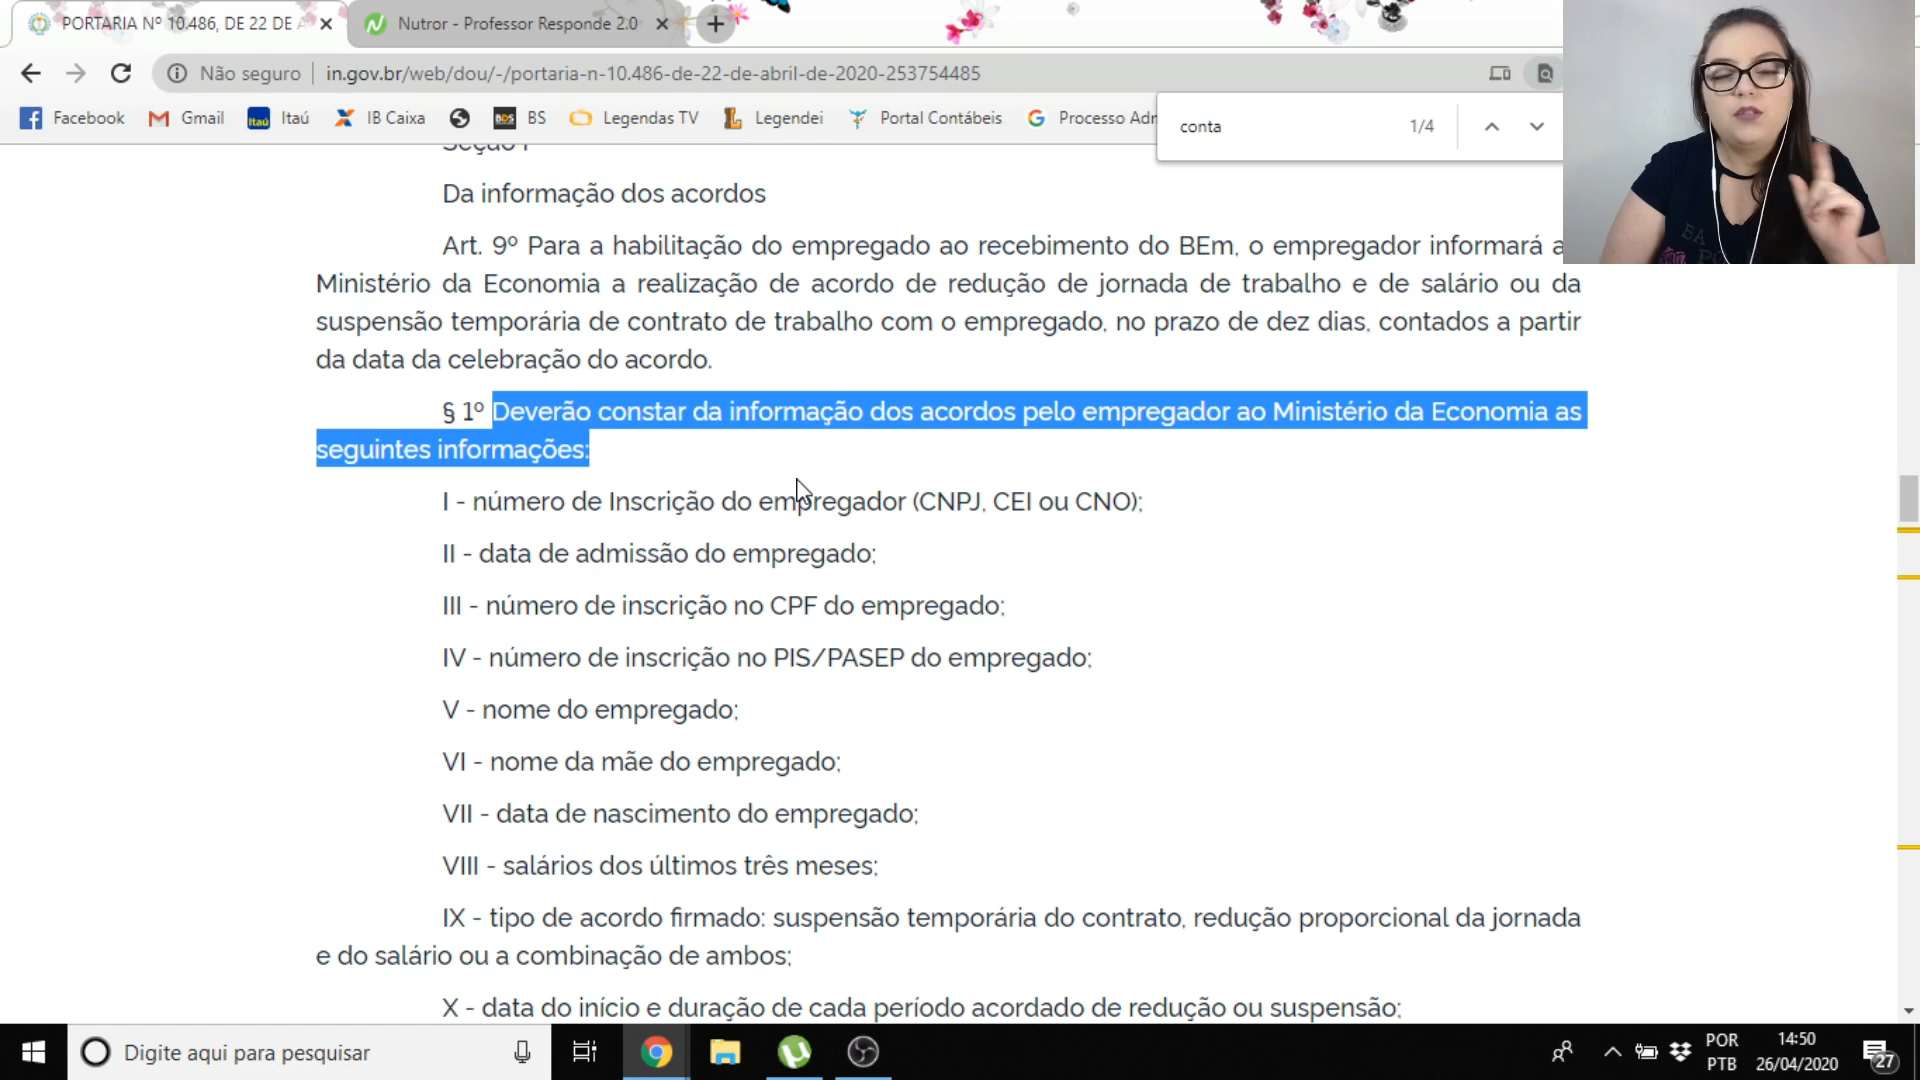 PORTARIA Nº 10.486, DE 22 DE A
Nutror - Professor Responde 2.0
Não seguro
in.gov.br/web/dou/-/portaria-n-10.486-de-22-de-abril-de-2020-253754485
Facebook
Gmail
Itaú
IB Caixa
BS
Legendas TV
Legendei
Portal Contábeis
Processo Adm
conta
1/4
Seção I
Da informação dos acordos
Art. 9º Para a habilitação do empregado ao recebimento do BEm, o empregador informará a
Ministério da Economia a realização de acordo de redução de jornada de trabalho e de salário ou da
suspensão temporária de contrato de trabalho com o empregado, no prazo de dez dias, contados a partir
da data da celebração do acordo.
§ 1º Deverão constar da informação dos acordos pelo empregador ao Ministério da Economia as
seguintes informações:
I - número de Inscrição do empregador (CNPJ, CEI ou CNO);
II - data de admissão do empregado;
III - número de inscrição no CPF do empregado;
IV - número de inscrição no PIS/PASEP do empregado;
V - nome do empregado;
VI - nome da mãe do empregado;
VII - data de nascimento do empregado;
VIII - salários dos últimos três meses;
IX - tipo de acordo firmado: suspensão temporária do contrato, redução proporcional da jornada
e do salário ou a combinação de ambos;
X - data do início e duração de cada período acordado de redução ou suspensão;
Digite aqui para pesquisar
POR
PTB
14:50
26/04/2020
27